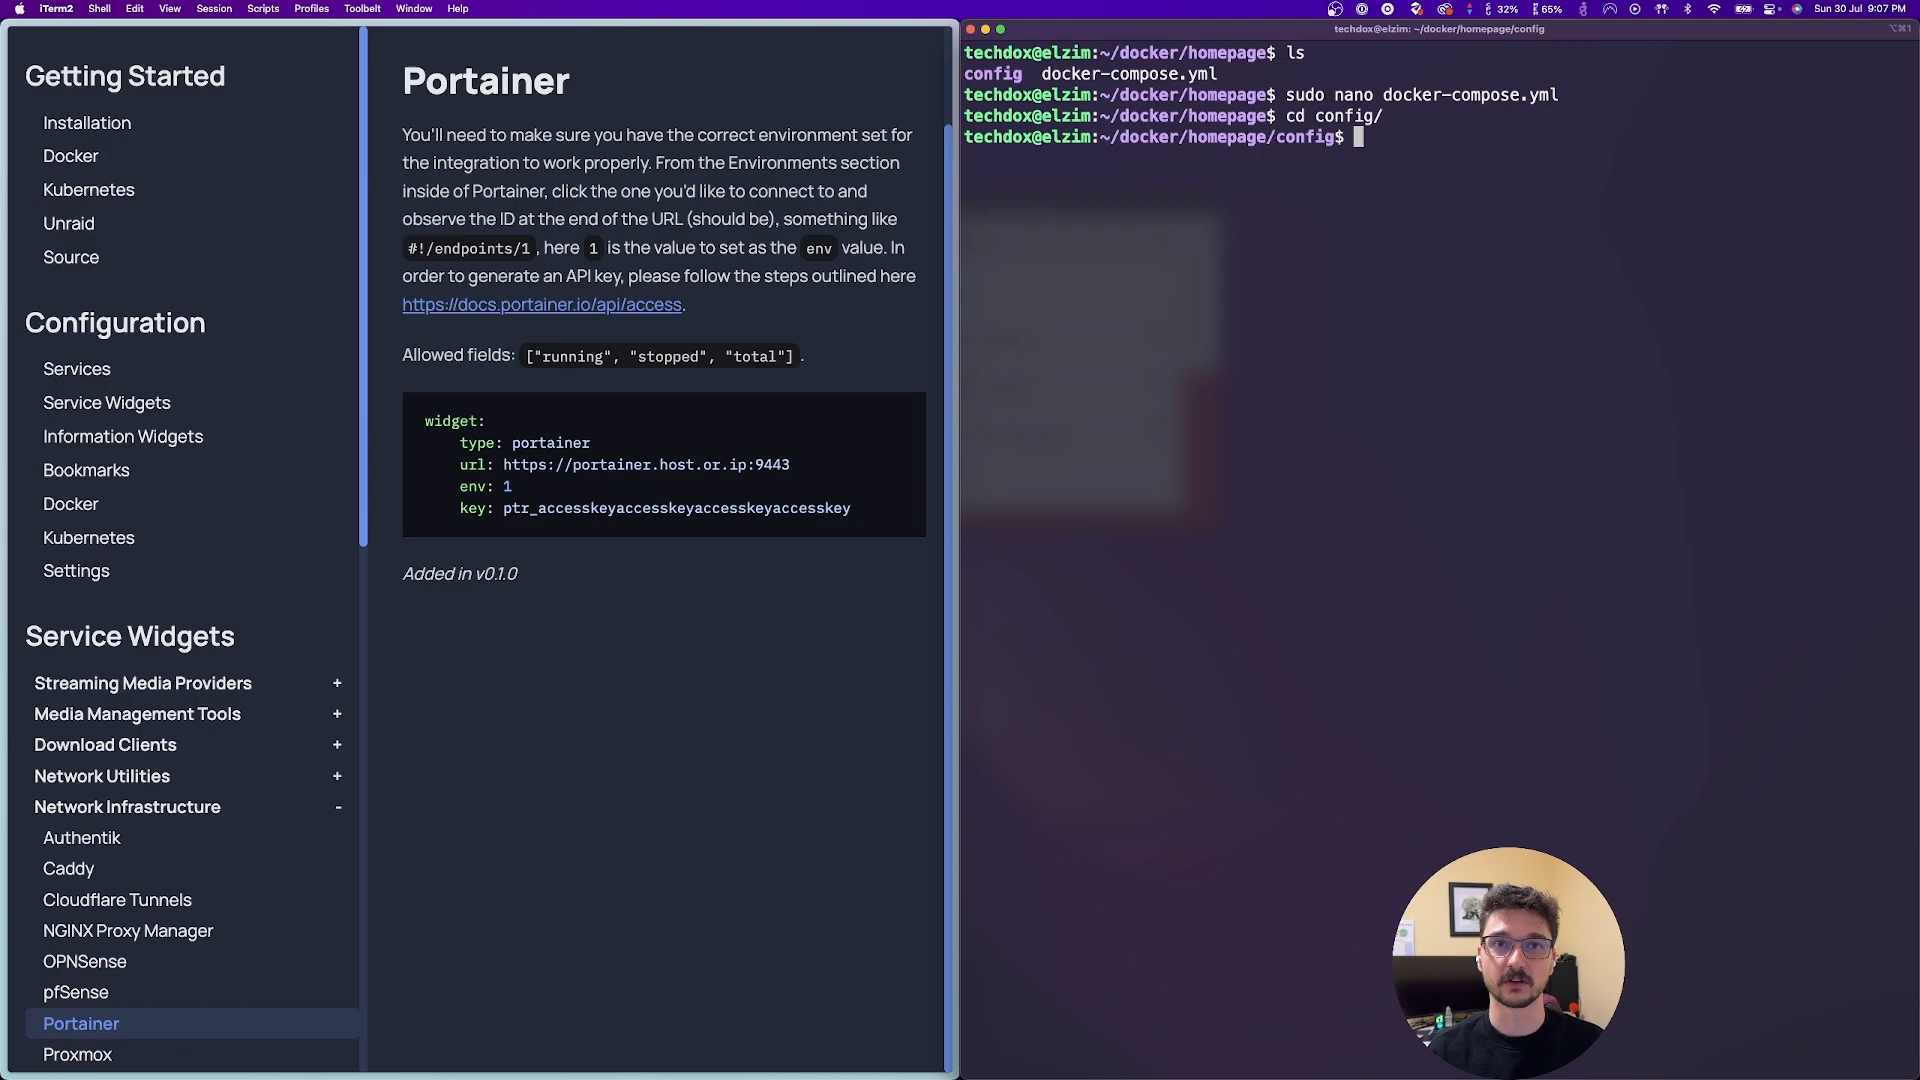 iTerm2 Shell Edit View Session Scripts Profiles Toolbelt Window Help
32% 65% Sun 30 Jul 9:07 PM
techdox@elzim: ~/docker/homepage/config
⌥⌘1
Getting Started
Installation
Docker
Kubernetes
Unraid
Source
Configuration
Services
Service Widgets
Information Widgets
Bookmarks
Docker
Kubernetes
Settings
Service Widgets
Streaming Media Providers +
Media Management Tools +
Download Clients +
Network Utilities +
Network Infrastructure -
Authentik
Caddy
Cloudflare Tunnels
NGINX Proxy Manager
OPNSense
pfSense
Portainer
Proxmox
Portainer
You'll need to make sure you have the correct environment set for
the integration to work properly. From the Environments section
inside of Portainer, click the one you'd like to connect to and
observe the ID at the end of the URL (should be), something like
#!/endpoints/1, here 1 is the value to set as the env value. In
order to generate an API key, please follow the steps outlined here
https://docs.portainer.io/api/access.
Allowed fields: ["running", "stopped", "total"].
widget:
type: portainer
url: https://portainer.host.or.ip:9443
env: 1
key: ptr_accesskeyaccesskeyaccesskeyaccesskey
Added in v0.1.0
techdox@elzim:~/docker/homepage$ ls
config docker-compose.yml
techdox@elzim:~/docker/homepage$ sudo nano docker-compose.yml
techdox@elzim:~/docker/homepage$ cd config/
techdox@elzim:~/docker/homepage/config$